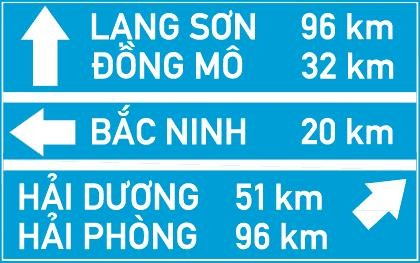 LẠNG SƠN 96 km
ĐỒNG MÔ 32 km
BẮC NINH 20 km
HẢI DƯƠNG 51 km
HẢI PHÒNG 96 km